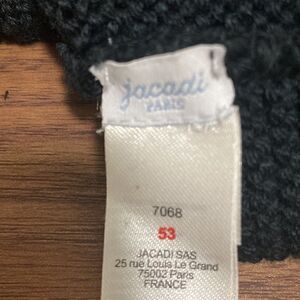 jacadi
PARIS
7068
53
JACADI SAS
25 rue Louis Le Grand
75002 Paris
FRANCE